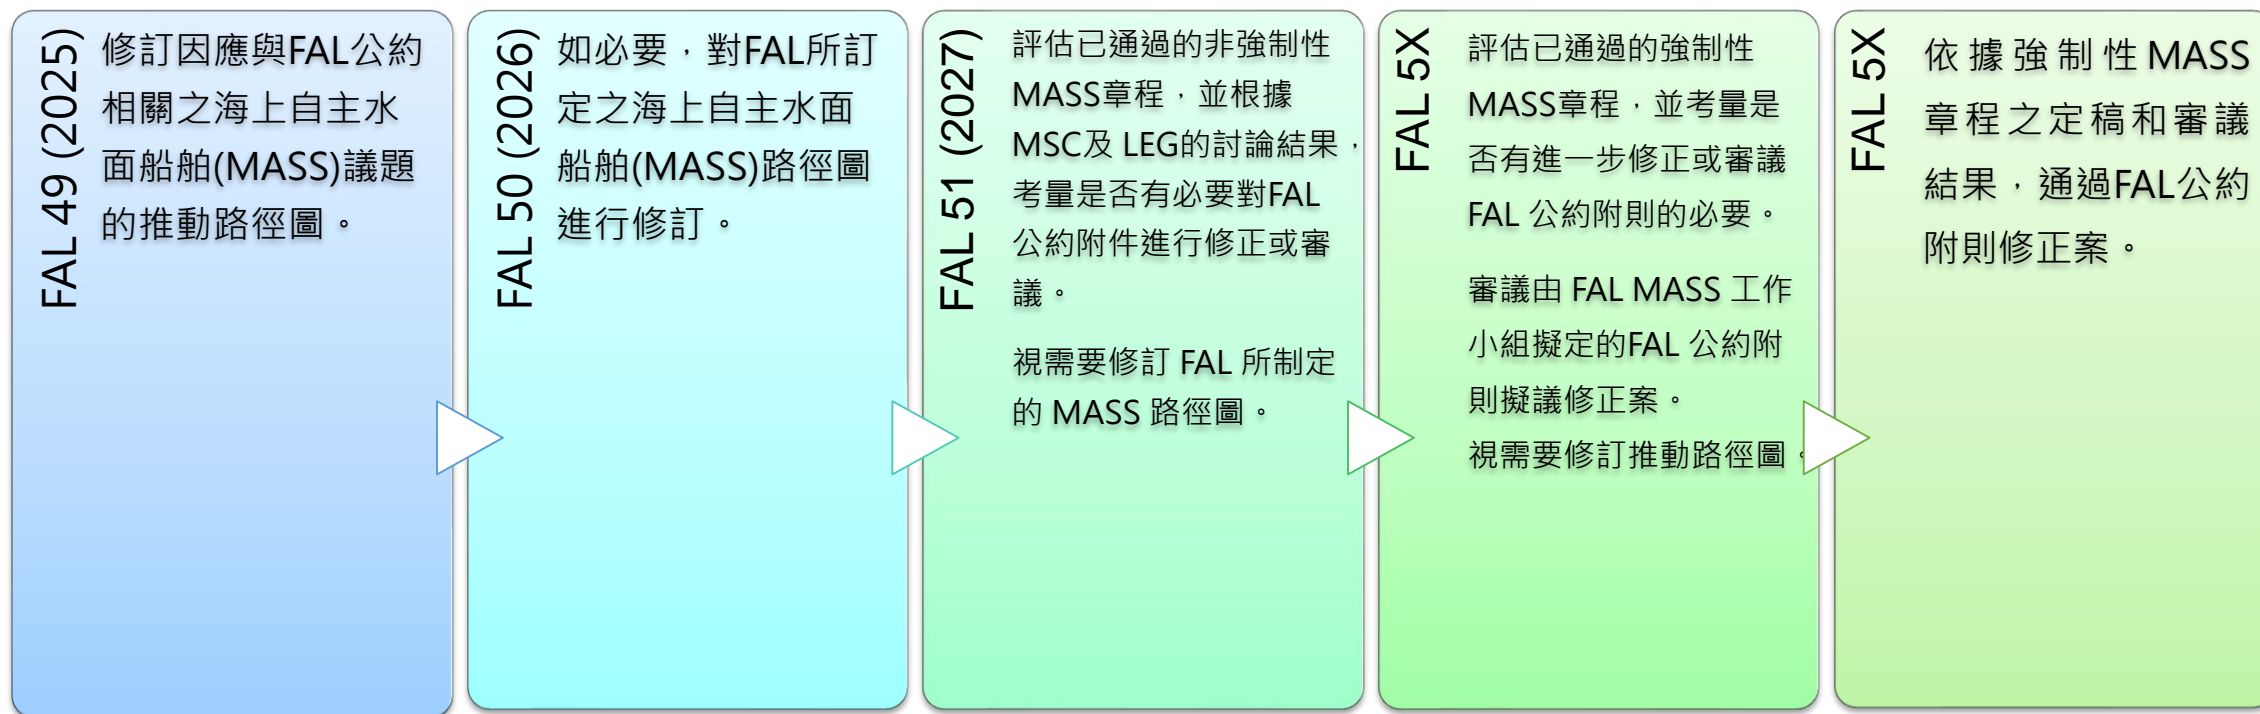 FAL 49 (2025)
修訂因應與FAL公約
相關之海上自主水
面船舶(MASS)議題
的推動路徑圖。
FAL 50 (2026)
如必要，對FAL所訂
定之海上自主水面
船舶(MASS)路徑圖
進行修訂。
FAL 51 (2027)
評估已通過的非強制性
MASS章程，並根據
MSC及 LEG的討論結果，
考量是否有必要對FAL
公約附件進行修正或審
議。
視需要修訂 FAL 所制定
的 MASS 路徑圖。
FAL 5X
評估已通過的強制性
MASS章程，並考量是
否有進一步修正或審議
FAL 公約附則的必要。
審議由 FAL MASS 工作
小組擬定的FAL 公約附
則擬議修正案。
視需要修訂推動路徑圖。
FAL 5X
依據強制性MASS
章程之定稿和審議
結果，通過FAL公約
附則修正案。